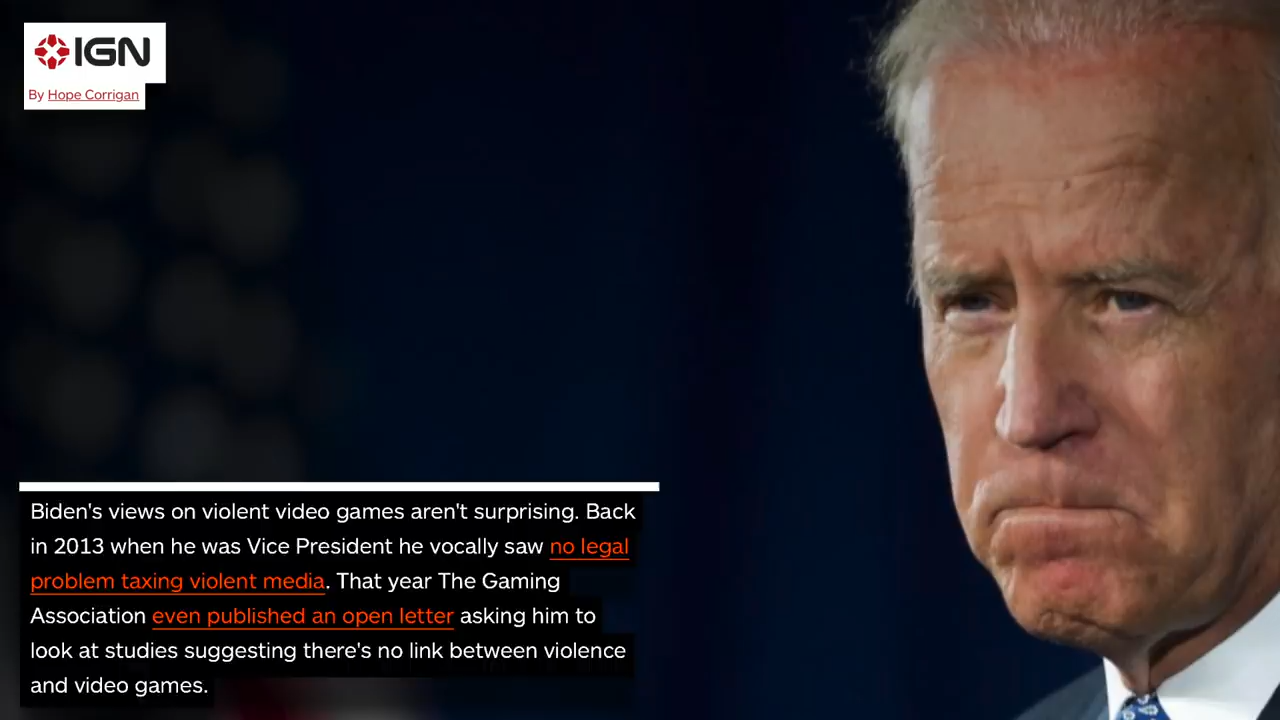 IGN
By Hope Corrigan
Biden's views on violent video games aren't surprising. Back
in 2013 when he was Vice President he vocally saw no legal
problem taxing violent media. That year The Gaming
Association even published an open letter asking him to
look at studies suggesting there's no link between violence
and video games.